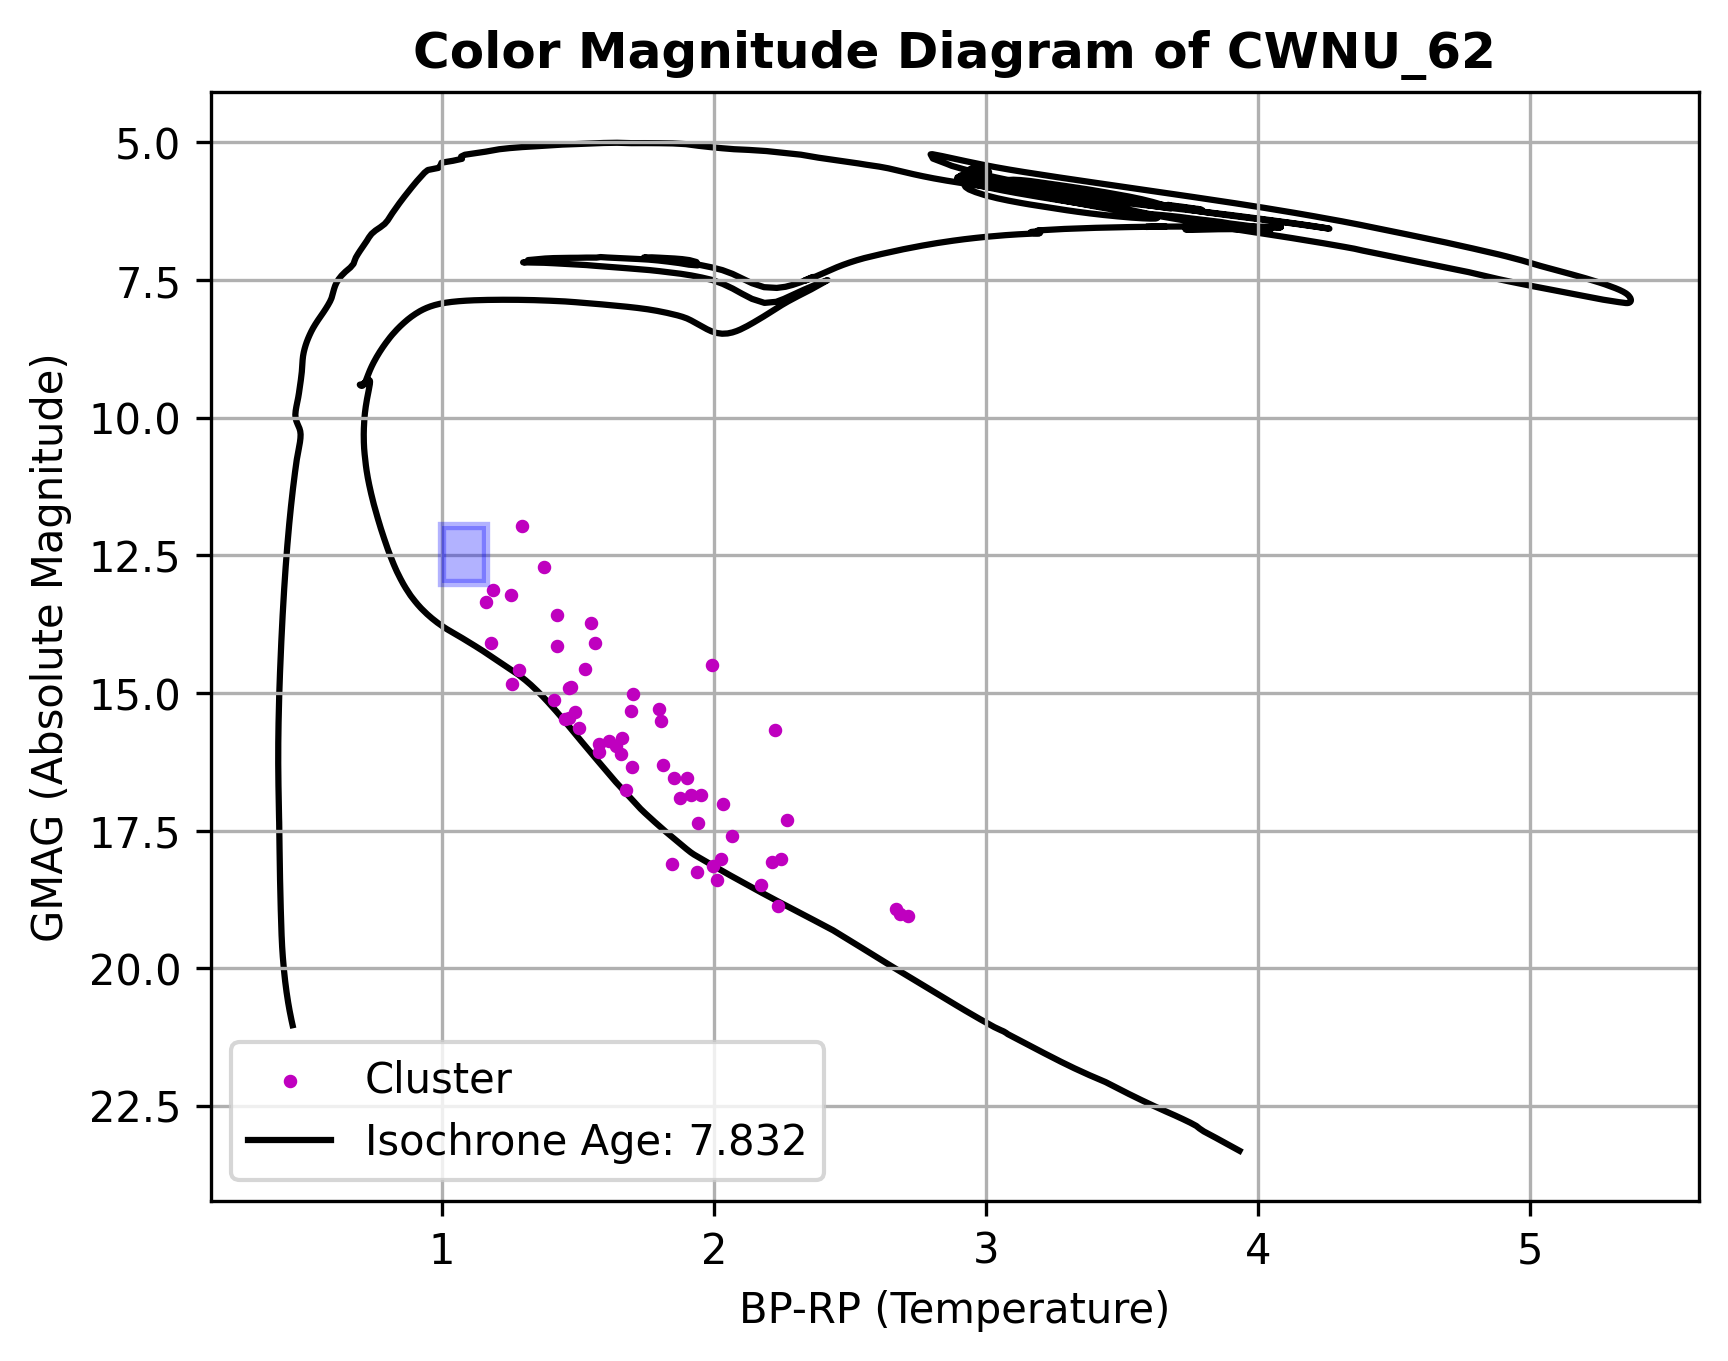 Color Magnitude Diagram of CWNU_62
GMAG (Absolute Magnitude)
5.0
7.5
10.0
12.5
15.0
17.5
20.0
22.5
Cluster
Isochrone Age: 7.832
1 2 3 4 5
BP-RP (Temperature)